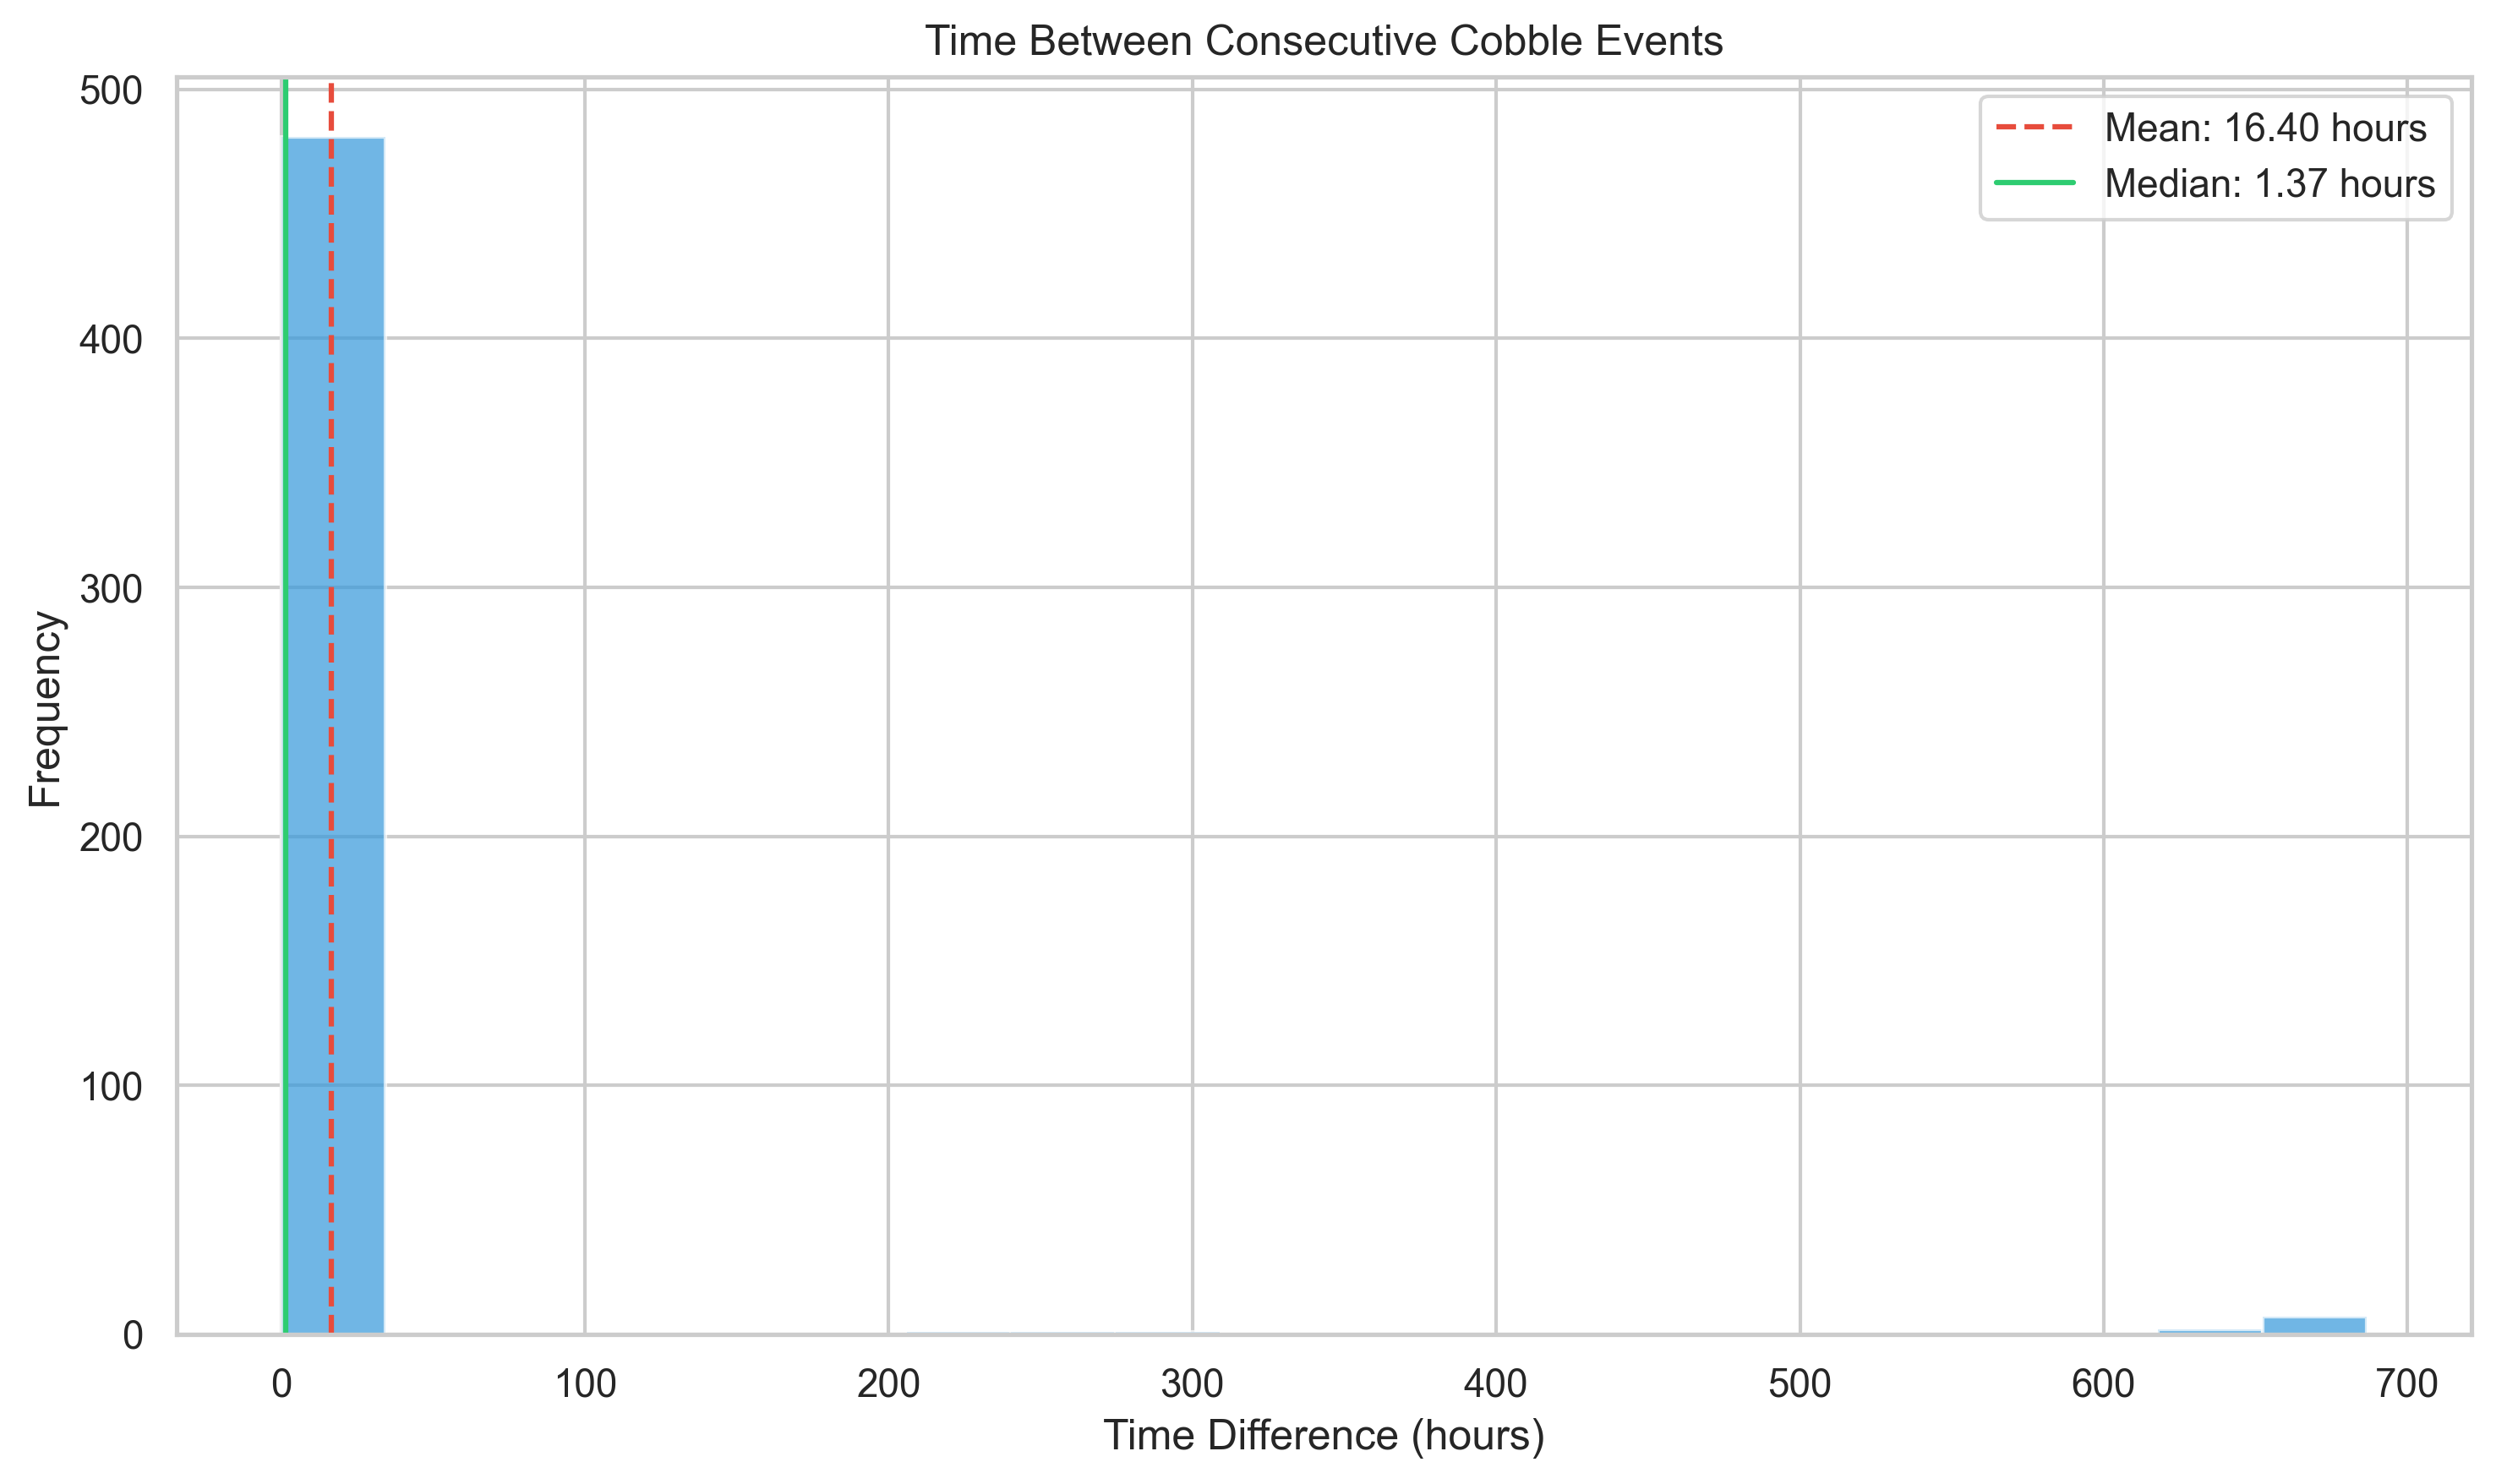 Time Between Consecutive Cobble Events
Mean: 16.40 hours
Median: 1.37 hours
Frequency
500
400
300
200
100
0
0 100 200 300 400 500 600 700
Time Difference (hours)